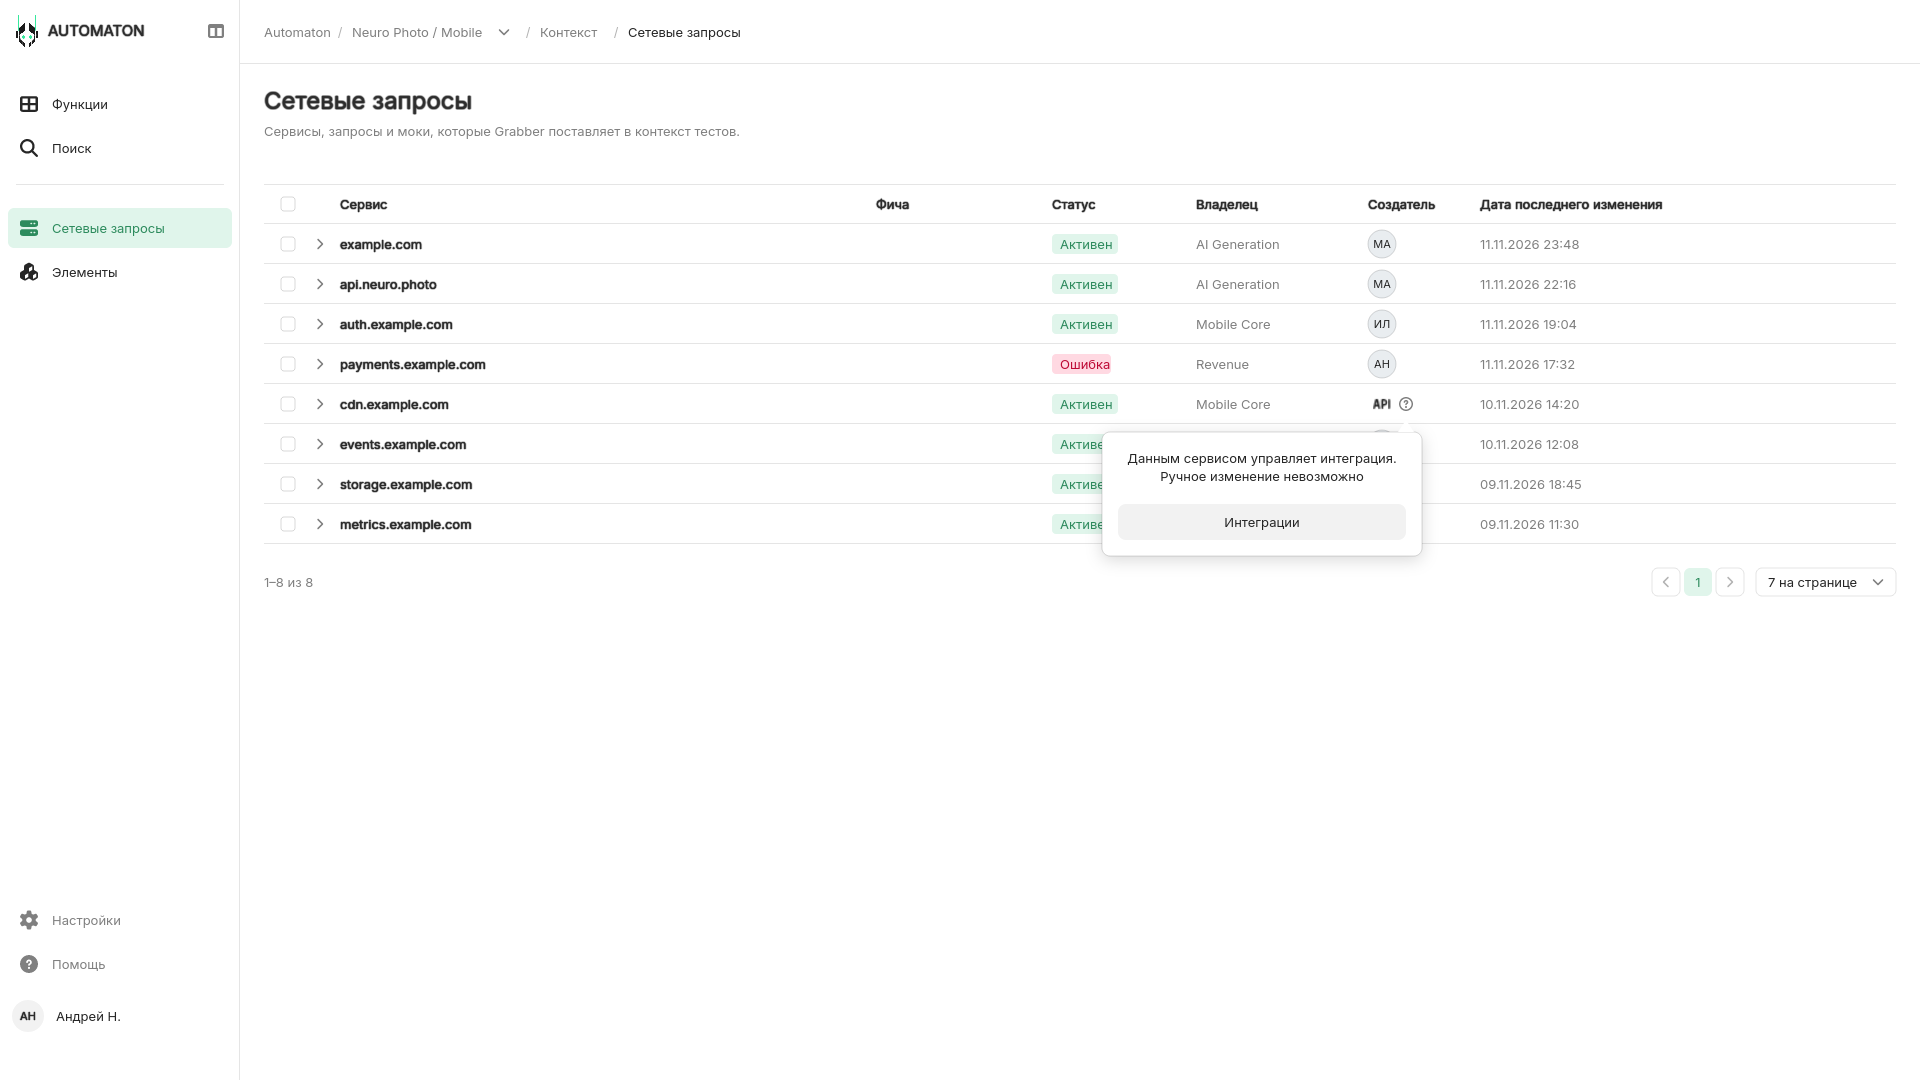 AUTOMATON
Automaton / Neuro Photo / Mobile / Контекст / Сетевые запросы
Функции
Поиск
Сетевые запросы
Элементы
Сетевые запросы
Сервисы, запросы и моки, которые Grabber поставляет в контекст тестов.
Сервис Фича Статус Владелец Создатель Дата последнего изменения
example.com Активен AI Generation МА 11.11.2026 23:48
api.neuro.photo Активен AI Generation МА 11.11.2026 22:16
auth.example.com Активен Mobile Core ИЛ 11.11.2026 19:04
payments.example.com Ошибка Revenue АН 11.11.2026 17:32
cdn.example.com Активен Mobile Core API ? 10.11.2026 14:20
events.example.com Активе 10.11.2026 12:08
storage.example.com Активе 09.11.2026 18:45
metrics.example.com Активе 09.11.2026 11:30
Данным сервисом управляет интеграция.
Ручное изменение невозможно
Интеграции
1–8 из 8
1
7 на странице
Настройки
Помощь
АН Андрей Н.